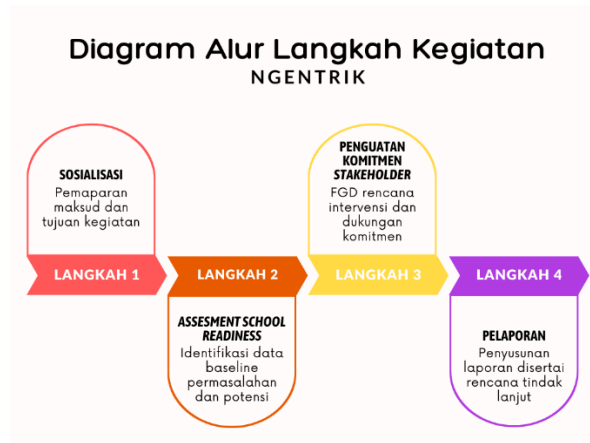 Diagram Alur Langkah Kegiatan
NGENTRIK
SOSIALISASI
Pemaparan
maksud dan
tujuan kegiatan
LANGKAH 1
LANGKAH 2
ASSESMENT SCHOOL
READINESS
Identifikasi data
baseline
permasalahan
dan potensi
PENGUATAN
KOMITMEN
STAKEHOLDER
FGD rencana
intervensi dan
dukungan
komitmen
LANGKAH 3
LANGKAH 4
PELAPORAN
Penyusunan
laporan disertai
rencana tindak
lanjut